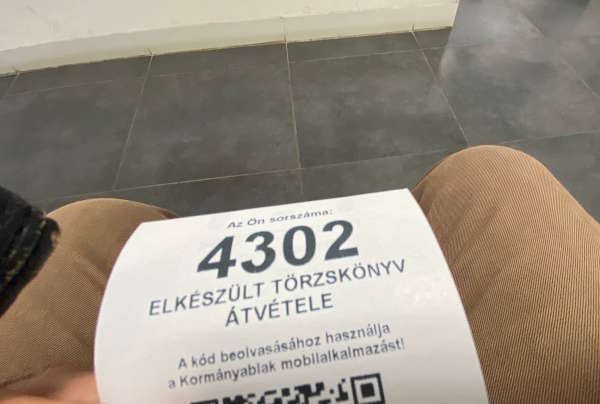 Az Ön sorszáma:
4302
ELKÉSZÜLT TÖRZSKÖNYV
ÁTVÉTELE
A kód beolvasásához használja
a Kormányablak mobilalkalmazást!